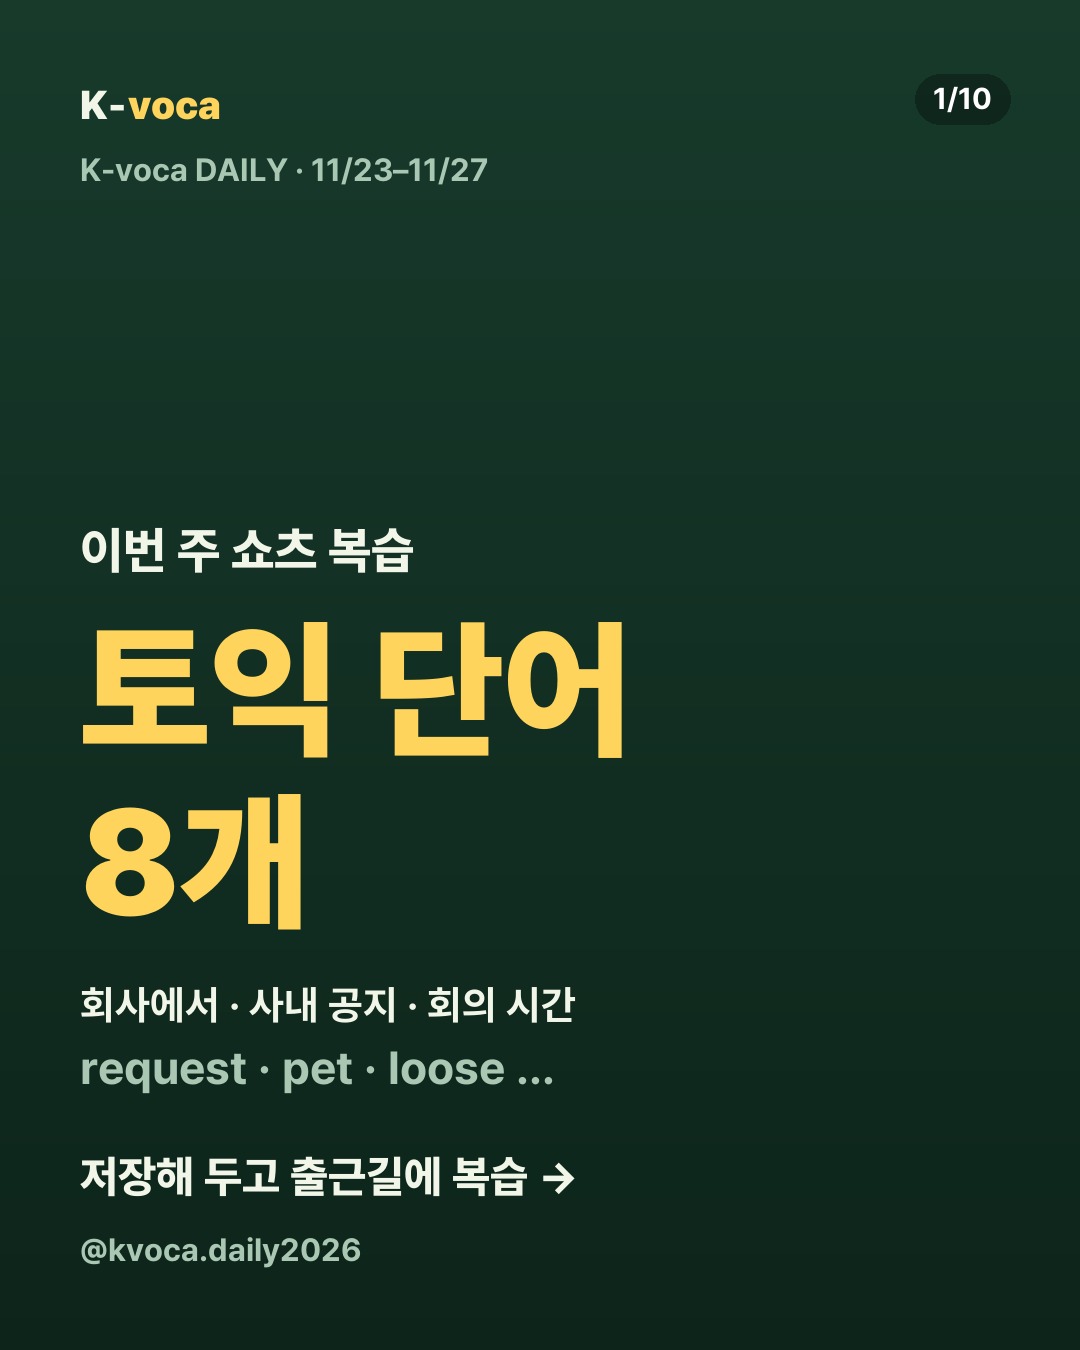 K-voca
1/10
K-voca DAILY · 11/23–11/27
이번 주 쇼츠 복습
토익 단어
8개
회사에서 · 사내 공지 · 회의 시간
request · pet · loose ...
저장해 두고 출근길에 복습 →
@kvoca.daily2026